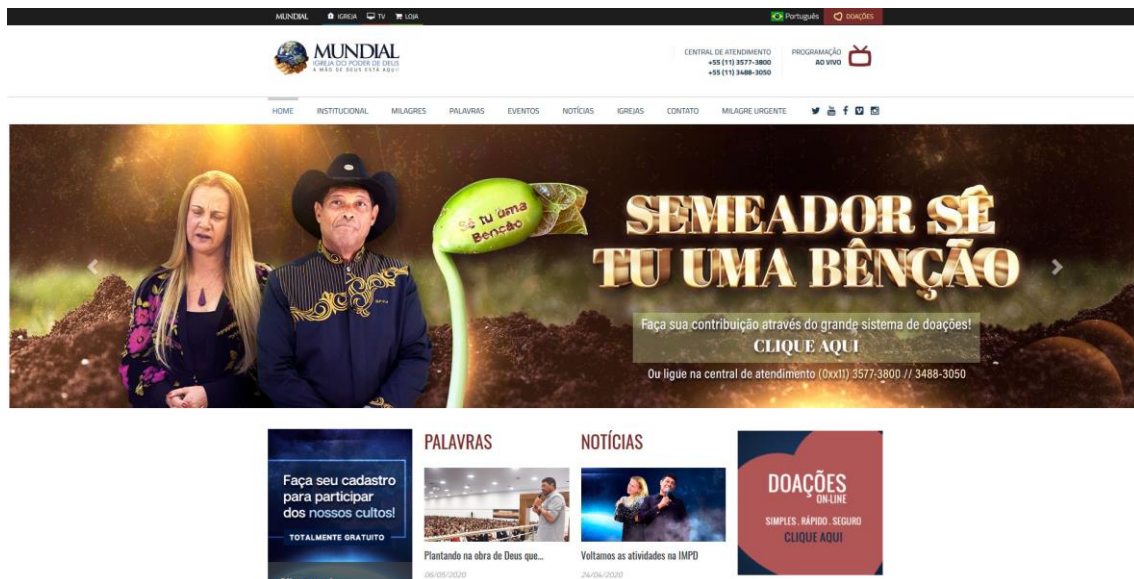 MUNDIAL IGREJA TV LOJA
Português DOAÇÕES
MUNDIAL
IGREJA DO PODER DE DEUS
A MÃO DE DEUS ESTÁ AQUI
CENTRAL DE ATENDIMENTO
+55 (11) 3577-3800
+55 (11) 3488-3050
PROGRAMAÇÃO
AO VIVO
HOME INSTITUCIONAL MILAGRES PALAVRAS EVENTOS NOTÍCIAS IGREJAS CONTATO MILAGRE URGENTE
Sê tu uma
Benção
SEMEADOR SÊ
TU UMA BÊNÇÃO
Faça sua contribuição através do grande sistema de doações!
CLIQUE AQUI
Ou ligue na central de atendimento (0xx11) 3577-3800 // 3488-3050
Faça seu cadastro
para participar
dos nossos cultos!
TOTALMENTE GRATUITO
PALAVRAS
Plantando na obra de Deus que...
06/05/2020
NOTÍCIAS
Voltamos as atividades na IMPD
24/04/2020
DOAÇÕES
ON-LINE
SIMPLES . RÁPIDO . SEGURO
CLIQUE AQUI